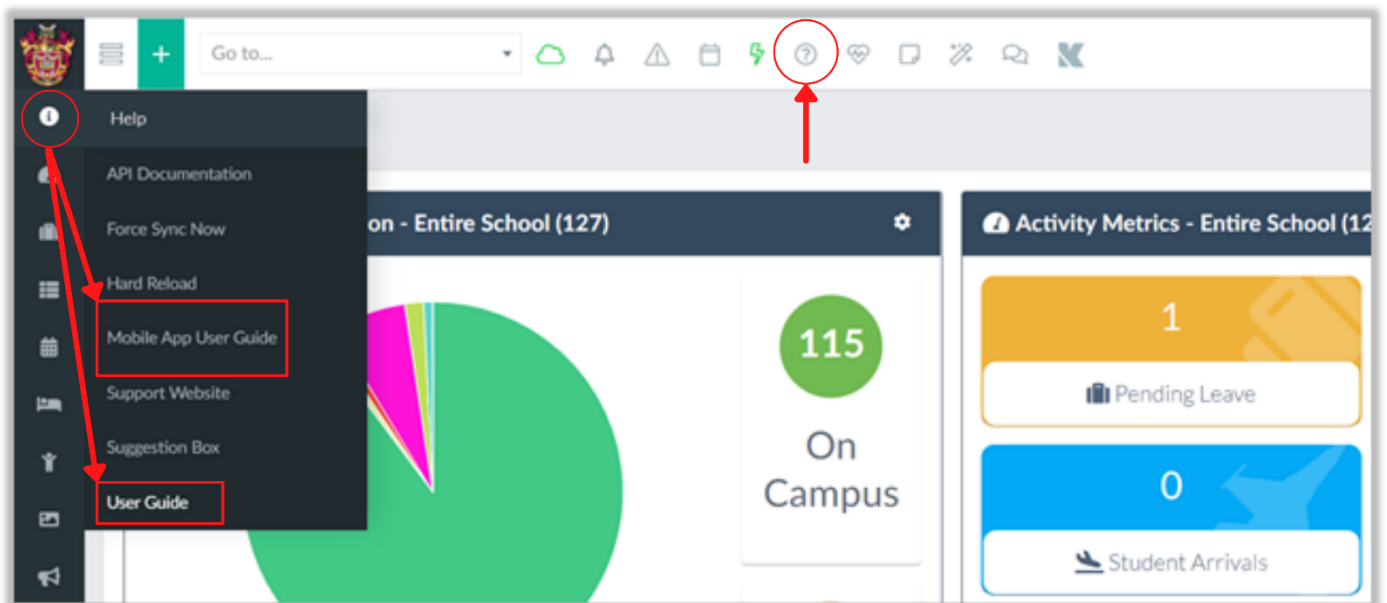 +
Go to...
?
Help
API Documentation
Force Sync Now
Hard Reload
Mobile App User Guide
Support Website
Suggestion Box
User Guide
on - Entire School (127)
115
On
Campus
Activity Metrics - Entire School (12
1
Pending Leave
0
Student Arrivals